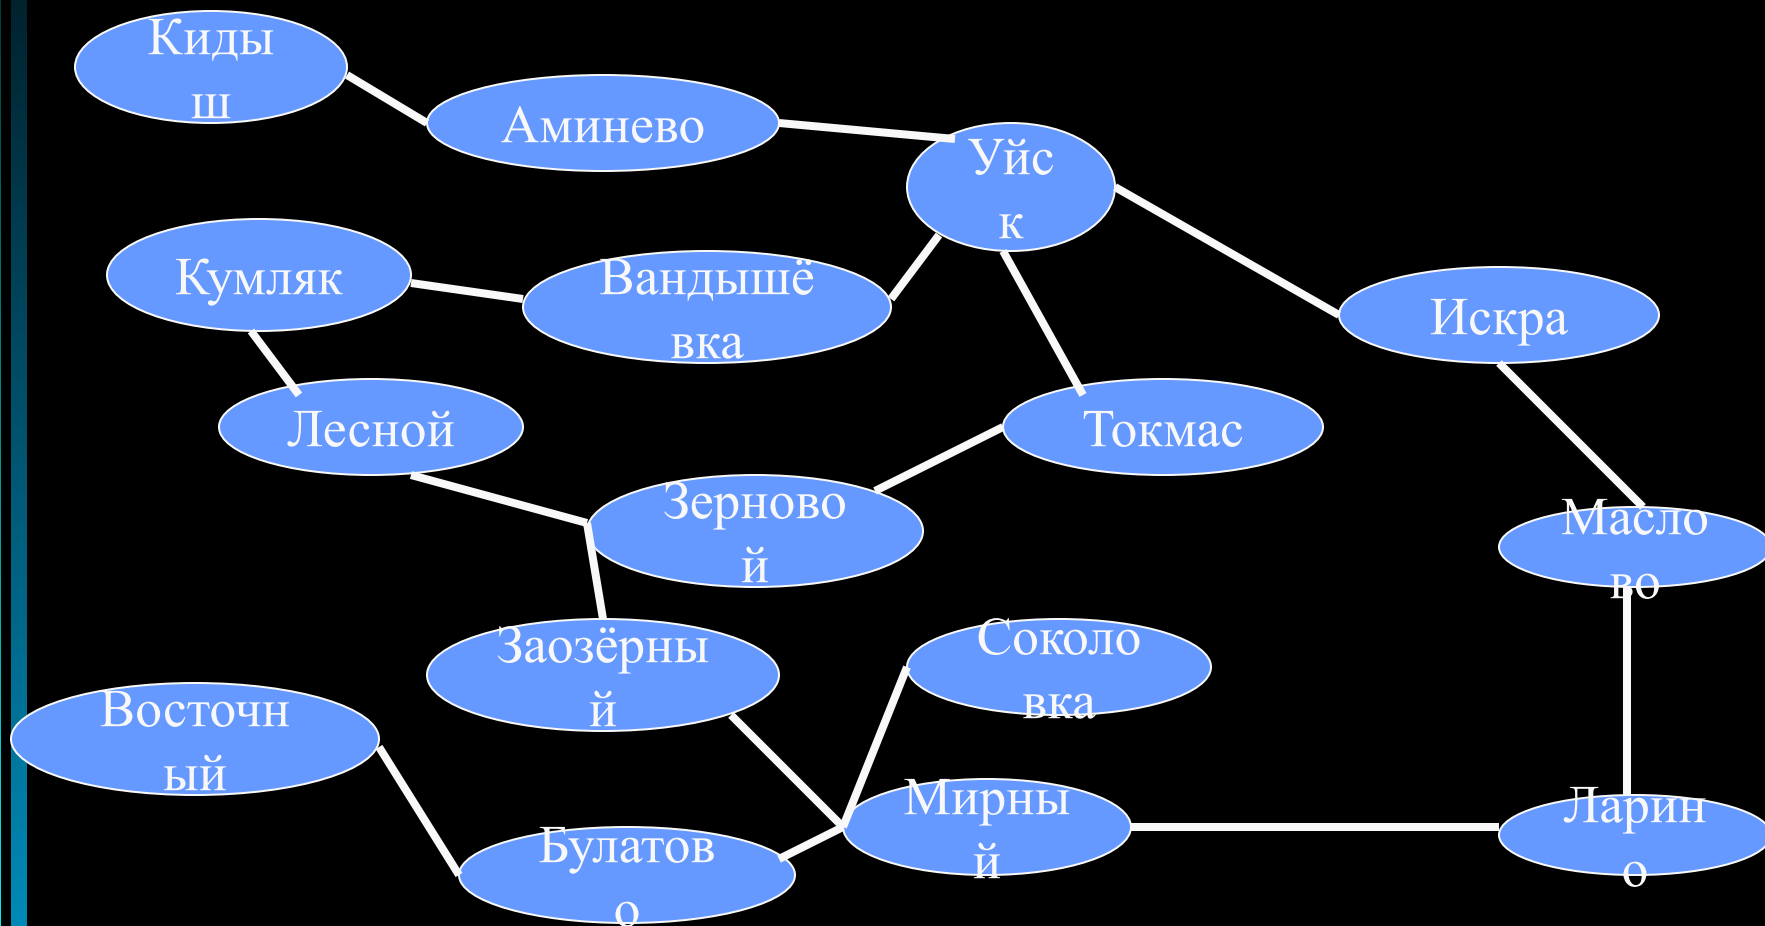 Киды
ш
Аминево
Уйс
к
Кумляк
Вандышё
вка
Искра
Лесной
Токмас
Зерново
й
Масло
во
Заозёрны
й
Соколо
вка
Восточн
ый
Мирны
й
Ларин
о
Булатов
о